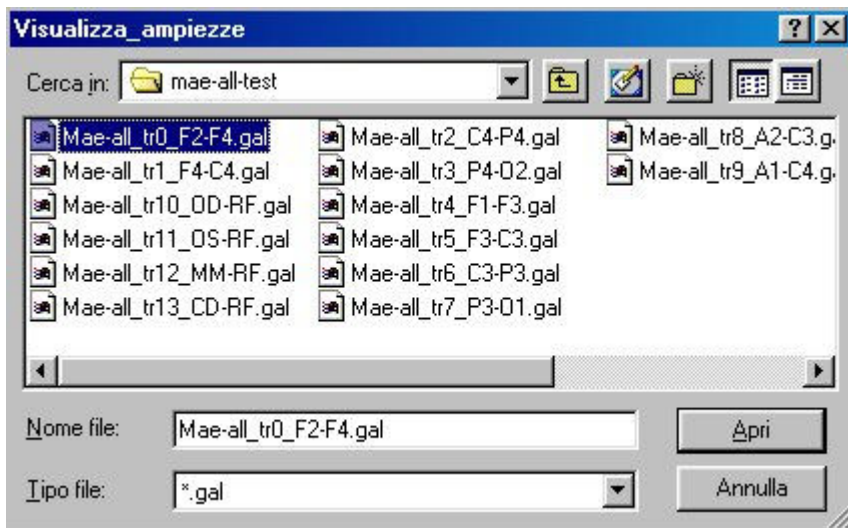 Visualizza_ampiezze
Cerca in: mae-all-test
Mae-all_tr0_F2-F4.gal
Mae-all_tr1_F4-C4.gal
Mae-all_tr10_OD-RF.gal
Mae-all_tr11_OS-RF.gal
Mae-all_tr12_MM-RF.gal
Mae-all_tr13_CD-RF.gal
Mae-all_tr2_C4-P4.gal
Mae-all_tr3_P4-O2.gal
Mae-all_tr4_F1-F3.gal
Mae-all_tr5_F3-C3.gal
Mae-all_tr6_C3-P3.gal
Mae-all_tr7_P3-O1.gal
Mae-all_tr8_A2-C3.g
Mae-all_tr9_A1-C4.g
Nome file: Mae-all_tr0_F2-F4.gal Apri
Tipo file: *.gal Annulla